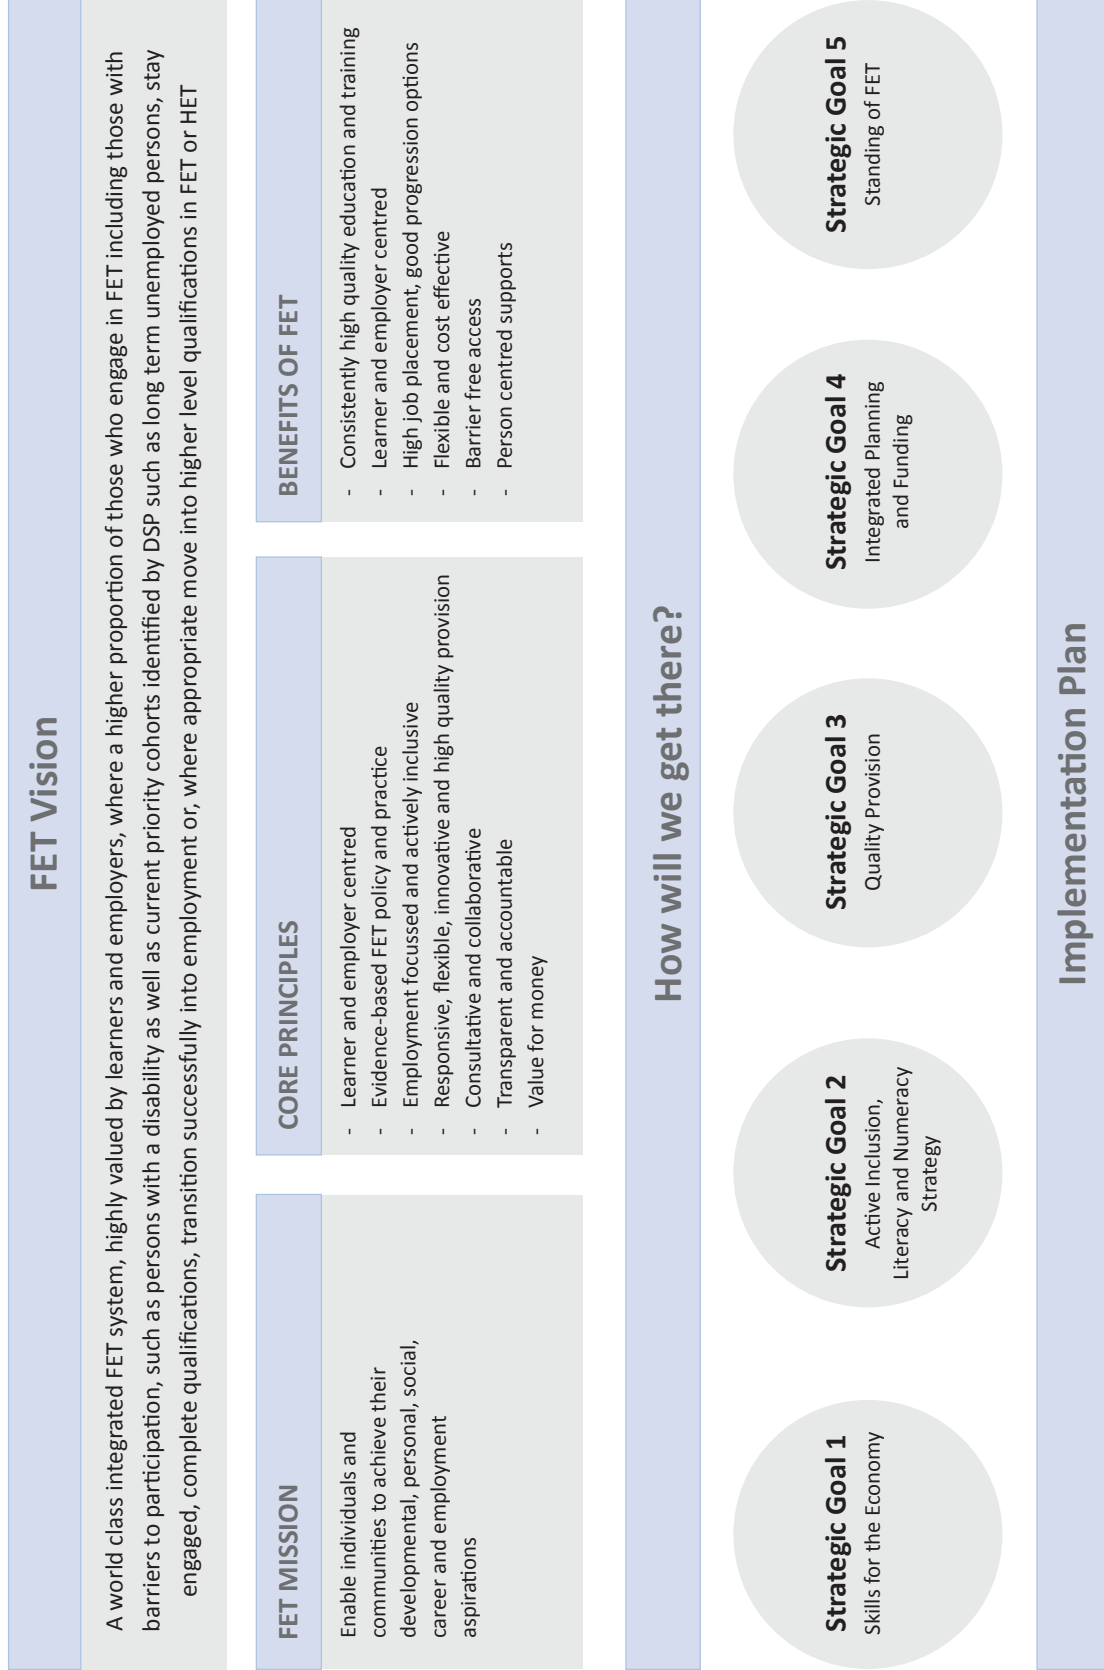 FET Vision
A world class integrated FET system, highly valued by learners and employers, where a higher proportion of those who engage in FET including those with
barriers to participation, such as persons with a disability as well as current priority cohorts identified by DSP such as long term unemployed persons, stay
engaged, complete qualifications, transition successfully into employment or, where appropriate move into higher level qualifications in FET or HET
FET MISSION
Enable individuals and
communities to achieve their
developmental, personal, social,
career and employment
aspirations
CORE PRINCIPLES
- Learner and employer centred
- Evidence-based FET policy and practice
- Employment focussed and actively inclusive
- Responsive, flexible, innovative and high quality provision
- Consultative and collaborative
- Transparent and accountable
- Value for money
BENEFITS OF FET
- Consistently high quality education and training
- Learner and employer centred
- High job placement, good progression options
- Flexible and cost effective
- Barrier free access
- Person centred supports
How will we get there?
Strategic Goal 1
Skills for the Economy
Strategic Goal 2
Active Inclusion,
Literacy and Numeracy
Strategy
Strategic Goal 3
Quality Provision
Strategic Goal 4
Integrated Planning
and Funding
Strategic Goal 5
Standing of FET
Implementation Plan